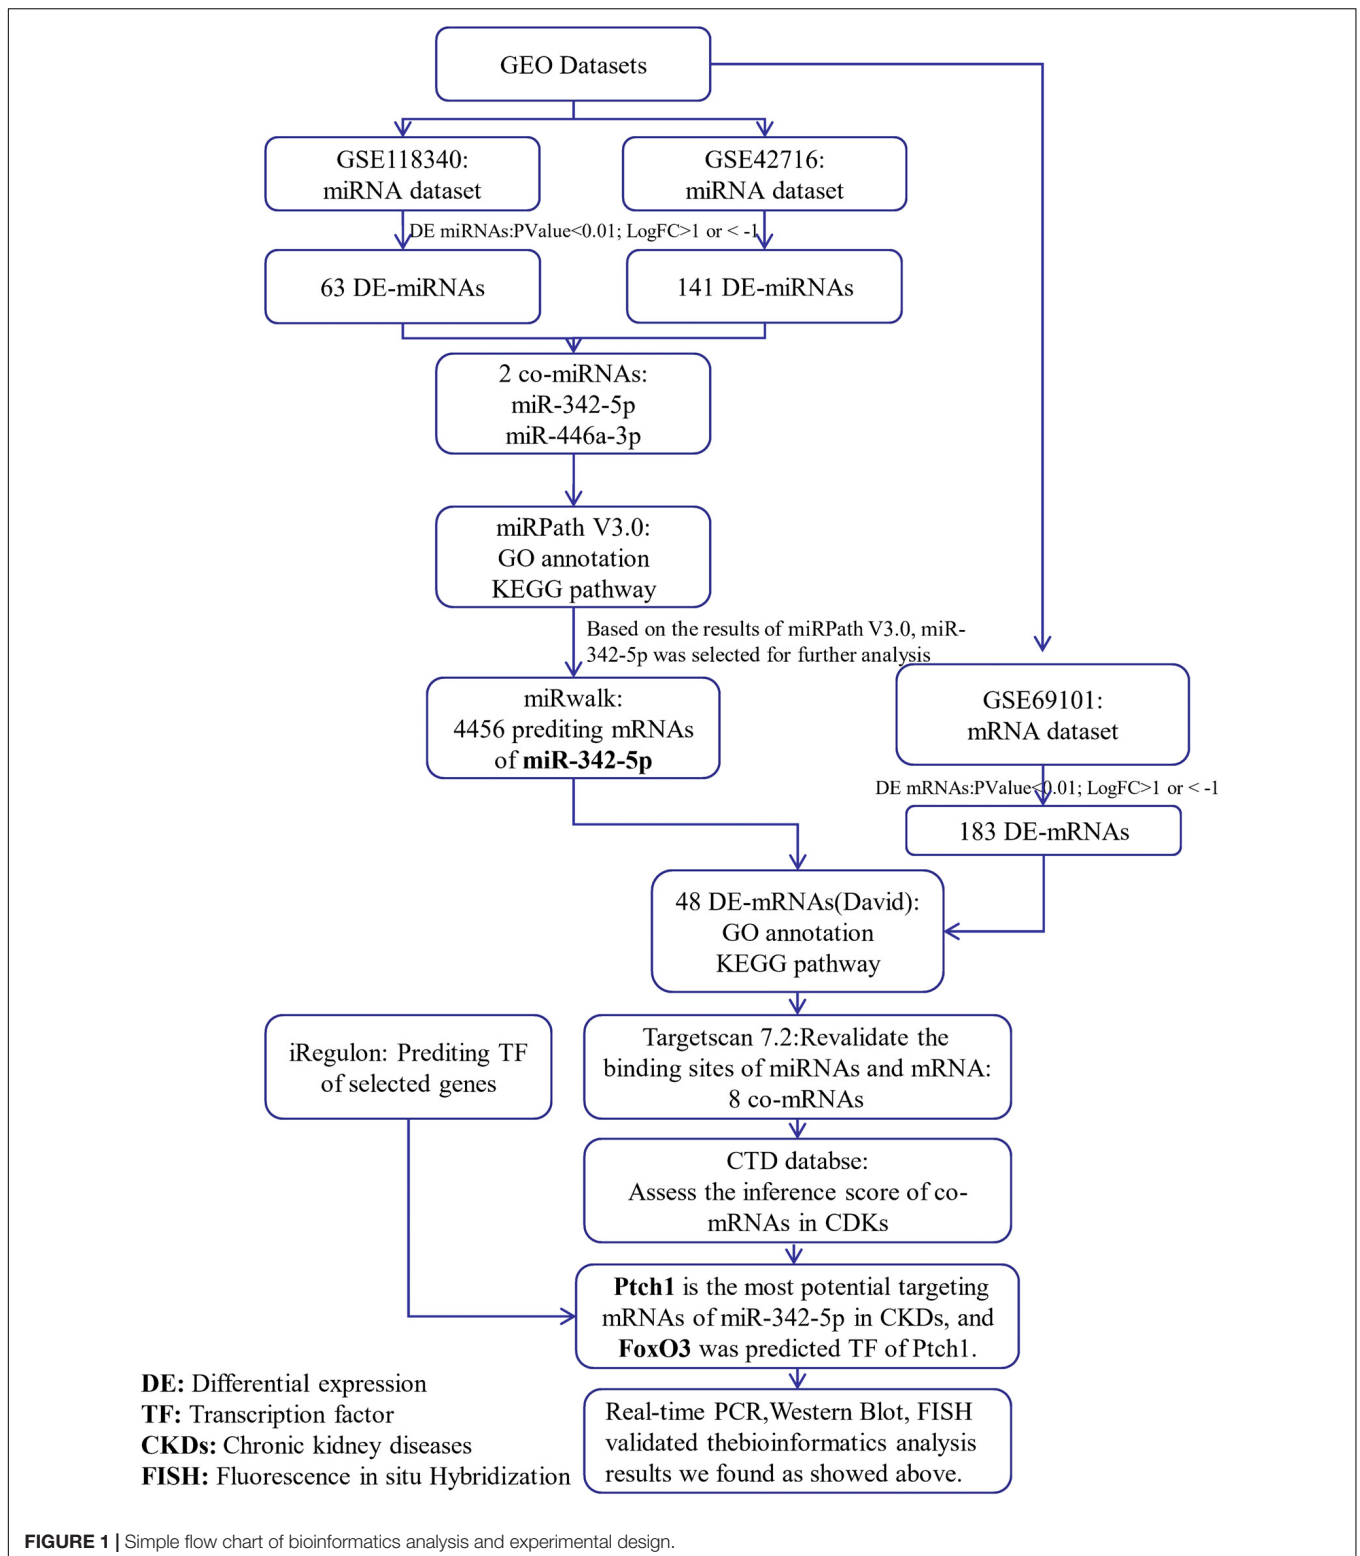 GEO Datasets
GSE118340:
miRNA dataset
GSE42716:
miRNA dataset
DE miRNAs:PValue<0.01; LogFC>1 or < -1
63 DE-miRNAs
141 DE-miRNAs
2 co-miRNAs:
miR-342-5p
miR-446a-3p
miRPath V3.0:
GO annotation
KEGG pathway
Based on the results of miRPath V3.0, miR-
342-5p was selected for further analysis
miRwalk:
4456 prediting mRNAs
of miR-342-5p
GSE69101:
mRNA dataset
DE mRNAs:PValue<0.01; LogFC>1 or < -1
183 DE-mRNAs
48 DE-mRNAs(David):
GO annotation
KEGG pathway
iRegulon: Prediting TF
of selected genes
Targetscan 7.2:Revalidate the
binding sites of miRNAs and mRNA:
8 co-mRNAs
CTD databse:
Assess the inference score of co-
mRNAs in CDKs
Ptch1 is the most potential targeting
mRNAs of miR-342-5p in CKDs, and
FoxO3 was predicted TF of Ptch1.
Real-time PCR,Western Blot, FISH
validated thebioinformatics analysis
results we found as showed above.
DE: Differential expression
TF: Transcription factor
CKDs: Chronic kidney diseases
FISH: Fluorescence in situ Hybridization
FIGURE 1 | Simple flow chart of bioinformatics analysis and experimental design.